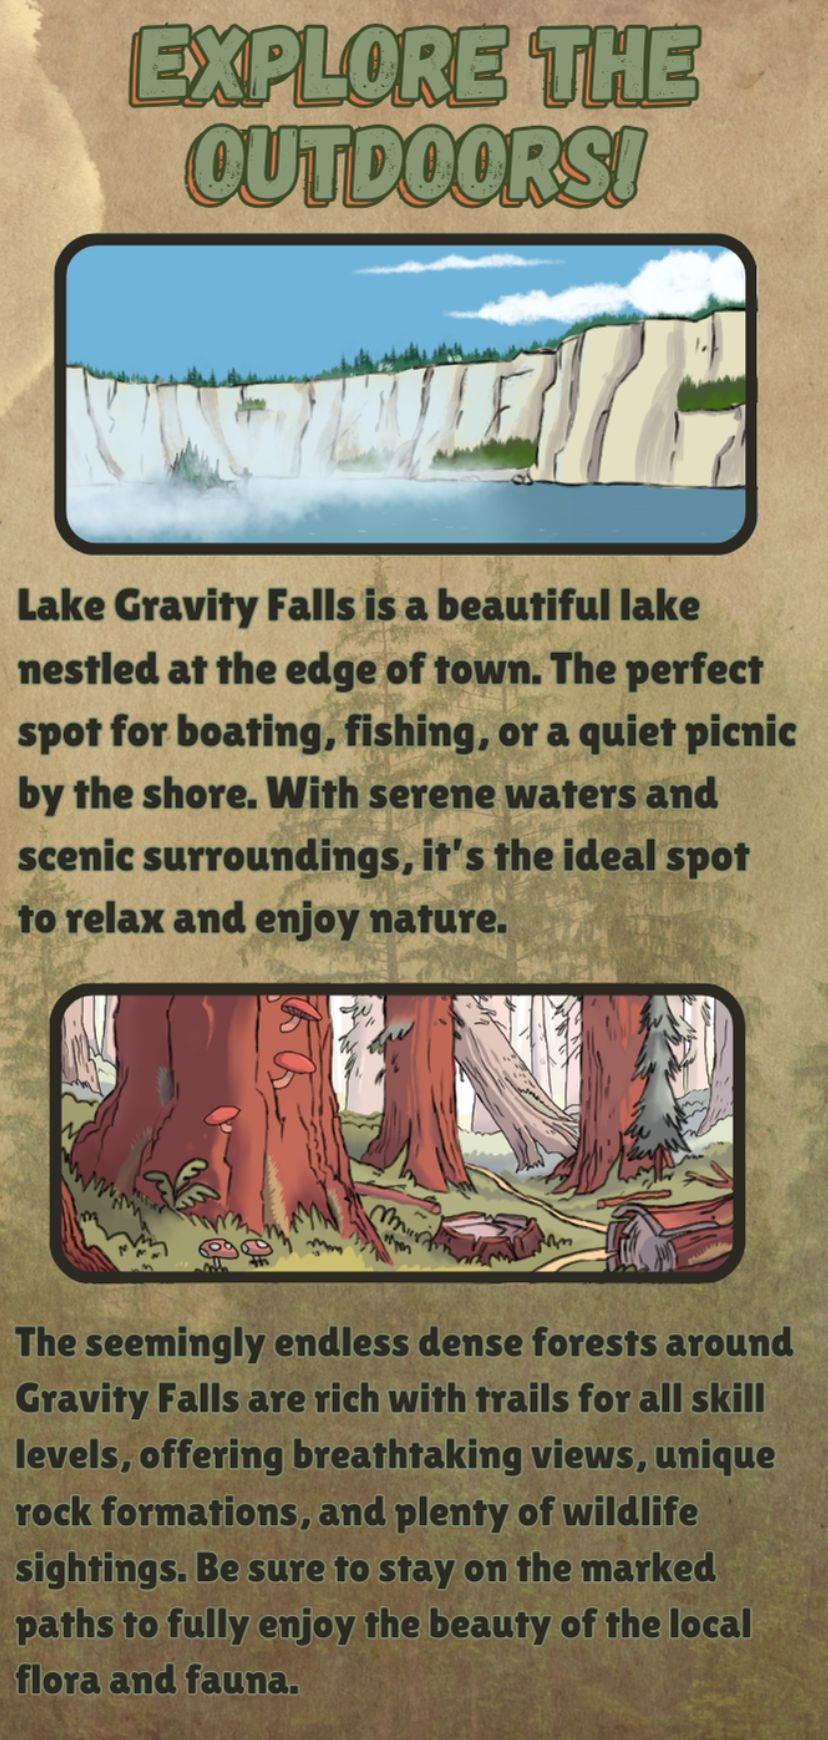 EXPLORE THE
OUTDOORS!
Lake Gravity Falls is a beautiful lake
nestled at the edge of town. The perfect
spot for boating, fishing, or a quiet picnic
by the shore. With serene waters and
scenic surroundings, it's the ideal spot
to relax and enjoy nature.
The seemingly endless dense forests around
Gravity Falls are rich with trails for all skill
levels, offering breathtaking views, unique
rock formations, and plenty of wildlife
sightings. Be sure to stay on the marked
paths to fully enjoy the beauty of the local
flora and fauna.